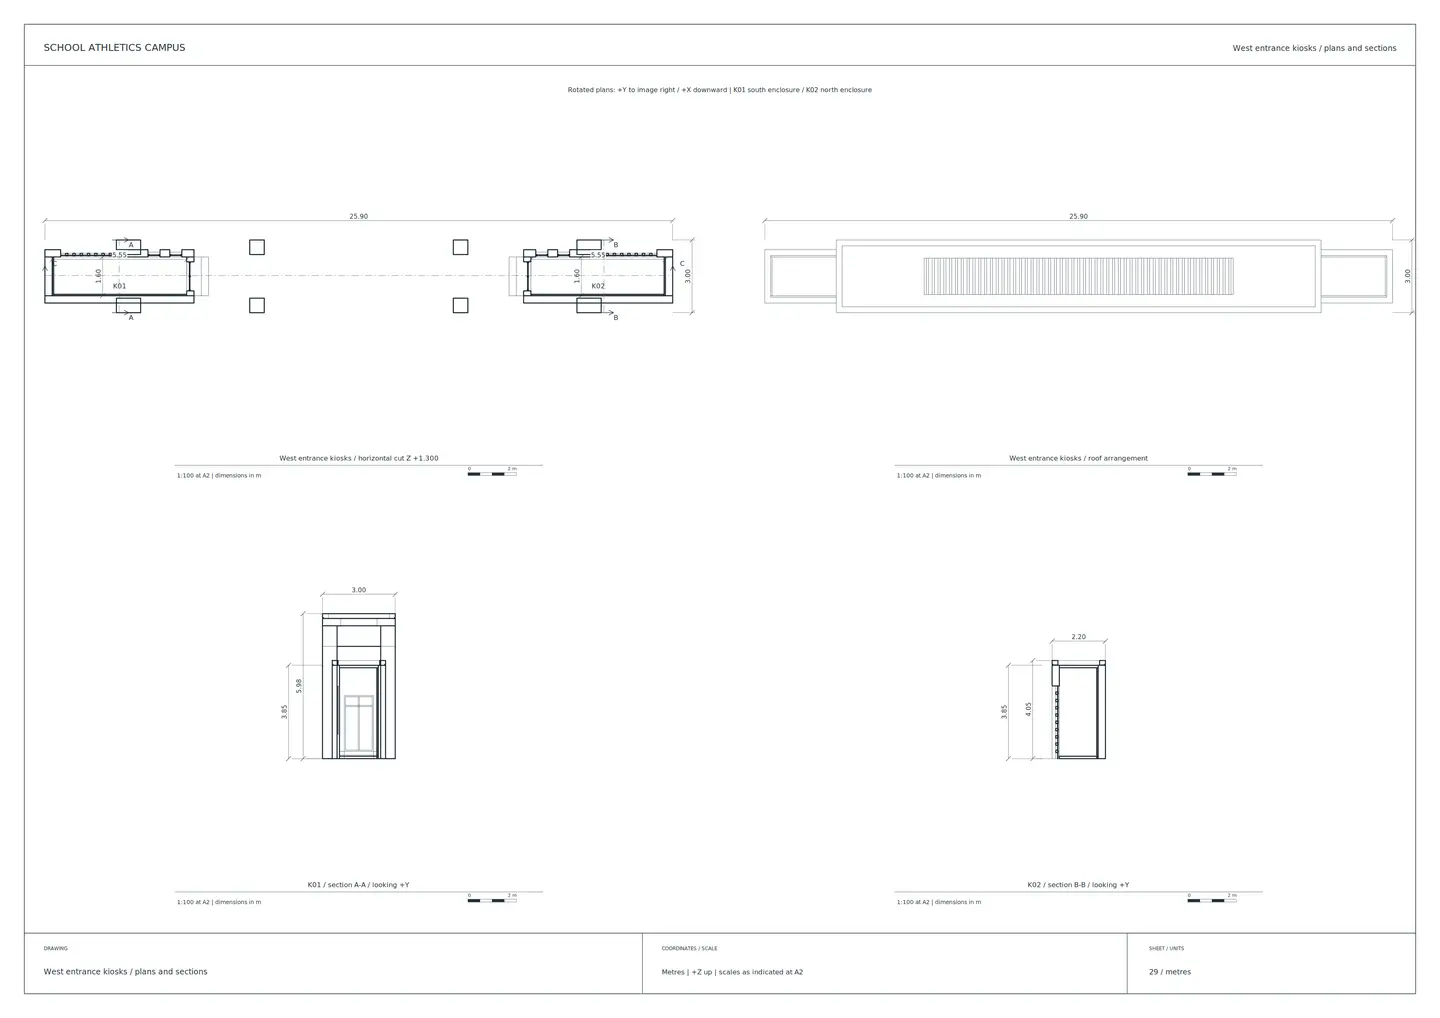 SCHOOL ATHLETICS CAMPUS
West entrance kiosks / plans and sections
Rotated plans: +Y to image right / +X downward | K01 south enclosure / K02 north enclosure
25.90
A
5.55
1.60
K01
A
B
5.55
1.60
K02
B
C
3.00
25.90
3.00
West entrance kiosks / horizontal cut Z +1.300
1:100 at A2 | dimensions in m
0 2 m
West entrance kiosks / roof arrangement
1:100 at A2 | dimensions in m
0 2 m
3.00
5.98
3.85
2.20
3.85
4.05
K01 / section A-A / looking +Y
1:100 at A2 | dimensions in m
0 2 m
K02 / section B-B / looking +Y
1:100 at A2 | dimensions in m
0 2 m
DRAWING
West entrance kiosks / plans and sections
COORDINATES / SCALE
Metres | +Z up | scales as indicated at A2
SHEET / UNITS
29 / metres